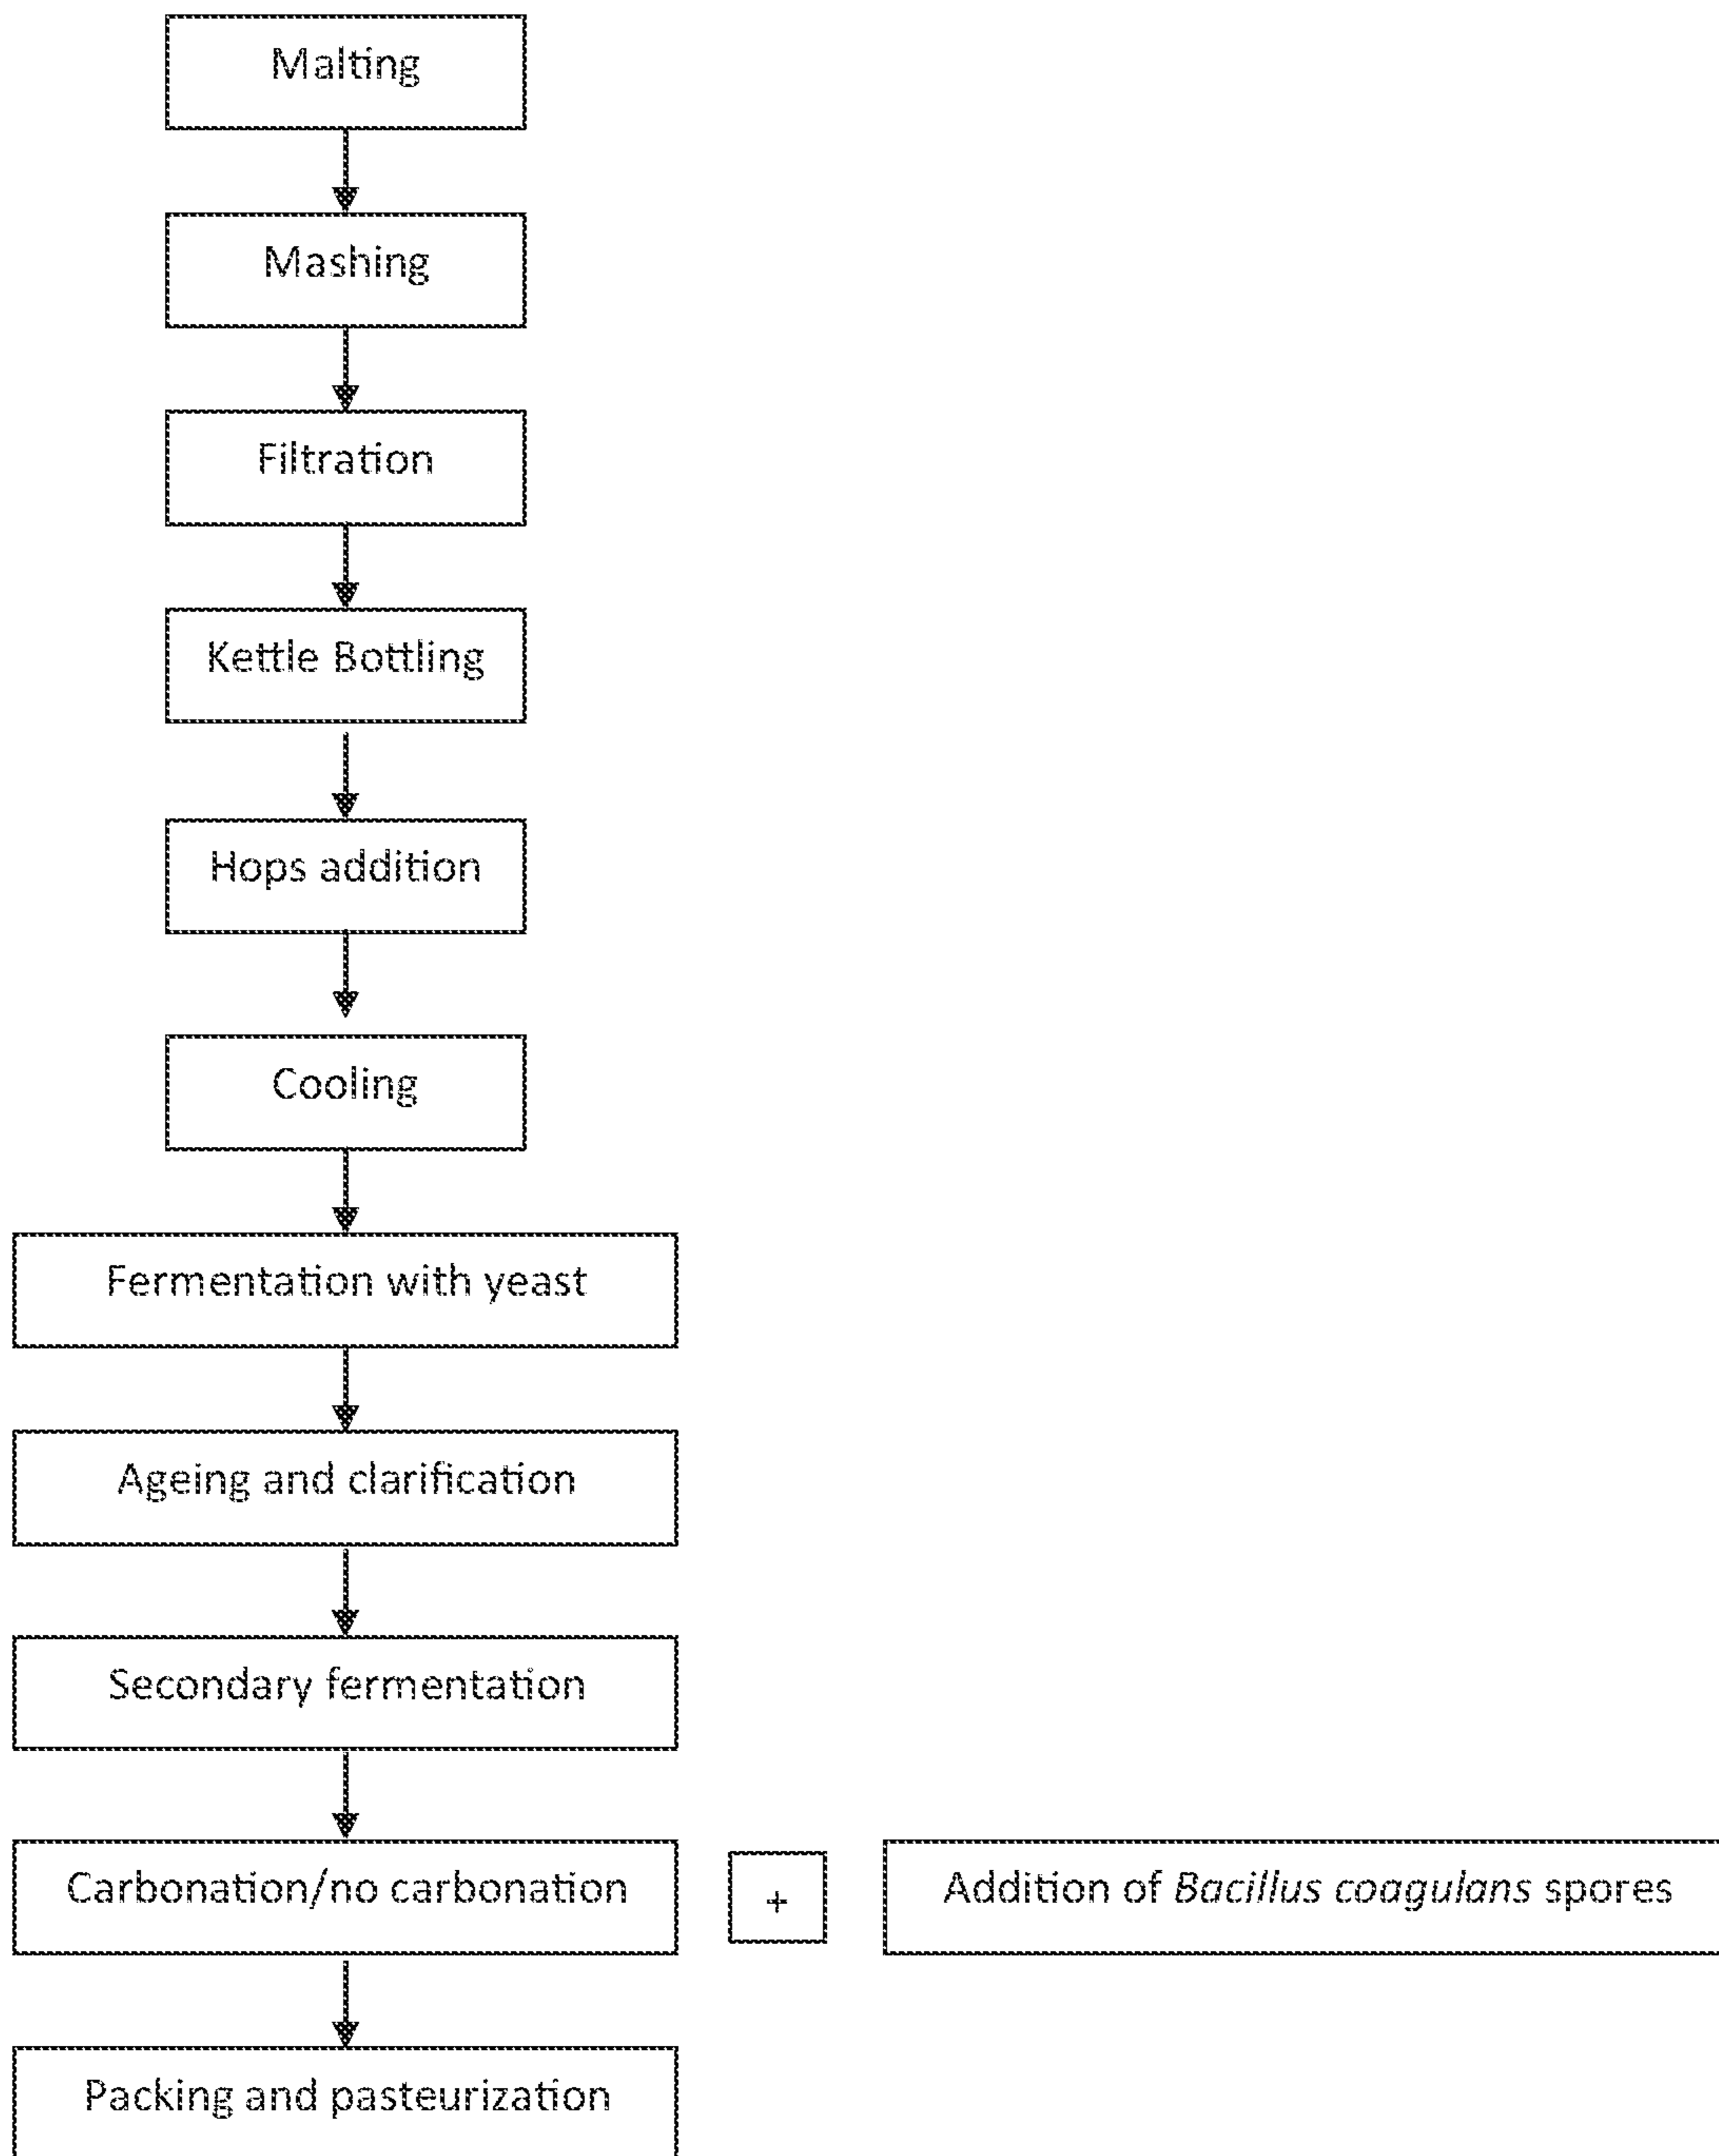 Malting
Mashing
Filtration
Kettle Bottling
Hops addition
Cooling
Fermentation with yeast
Ageing and clarification
Secondary fermentation
Carbonation/no carbonation
+
Addition of Bacillus coagulans spores
Packing and pasteurization